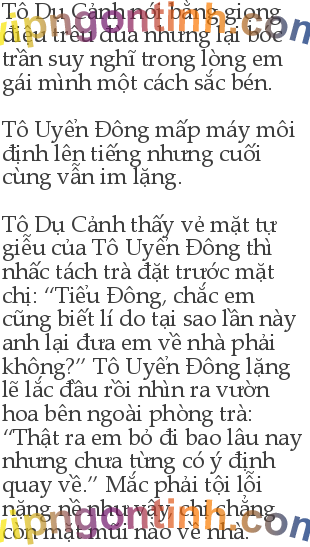 Tô Dụ Cảnh nói bằng giọng
điệu trêu đùa nhưng lại bóc
trần suy nghĩ trong lòng em
gái mình một cách sắc bén.
Tô Uyển Đông mấp máy môi
định lên tiếng nhưng cuối
cùng vẫn im lặng.
Tô Dụ Cảnh thấy vẻ mặt tự
giễu của Tô Uyển Đông thì
nhấc tách trà đặt trước mặt
chị: “Tiểu Đông, chắc em
cũng biết lí do tại sao lần này
anh lại đưa em về nhà phải
không?” Tô Uyển Đông lặng
lẽ lắc đầu rồi nhìn ra vườn
hoa bên ngoài phòng trà:
“Thật ra em bỏ đi bao lâu nay
nhưng chưa từng có ý định
quay về.” Mắc phải tội lỗi
nặng nề như vậy, chị chẳng
còn mặt mũi nào về nhà.
vipngontinh.com
vipngontinh.com